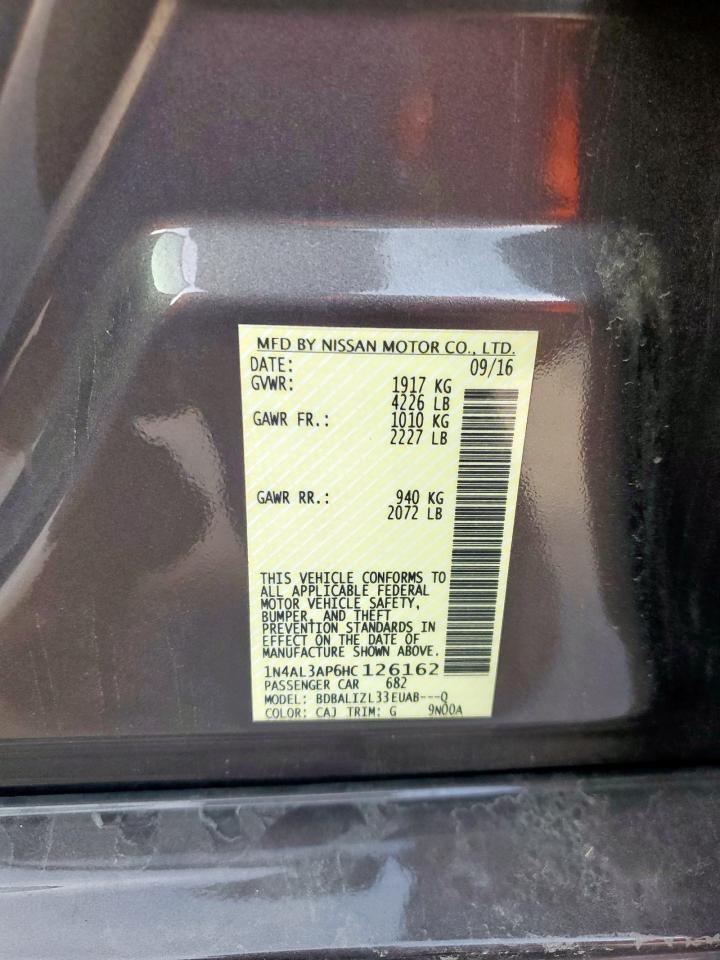 MFD BY NISSAN MOTOR CO., LTD.
DATE: 09/16
GVWR: 1917 KG
4226 LB
GAWR FR.: 1010 KG
2227 LB
GAWR RR.: 940 KG
2072 LB
THIS VEHICLE CONFORMS TO
ALL APPLICABLE FEDERAL
MOTOR VEHICLE SAFETY,
BUMPER, AND THEFT
PREVENTION STANDARDS IN
EFFECT ON THE DATE OF
MANUFACTURE SHOWN ABOVE.
1N4AL3AP6HC126162
PASSENGER CAR 682
MODEL: BDBALIZL33EUAB---Q
COLOR: CAJ TRIM: G 9N00A